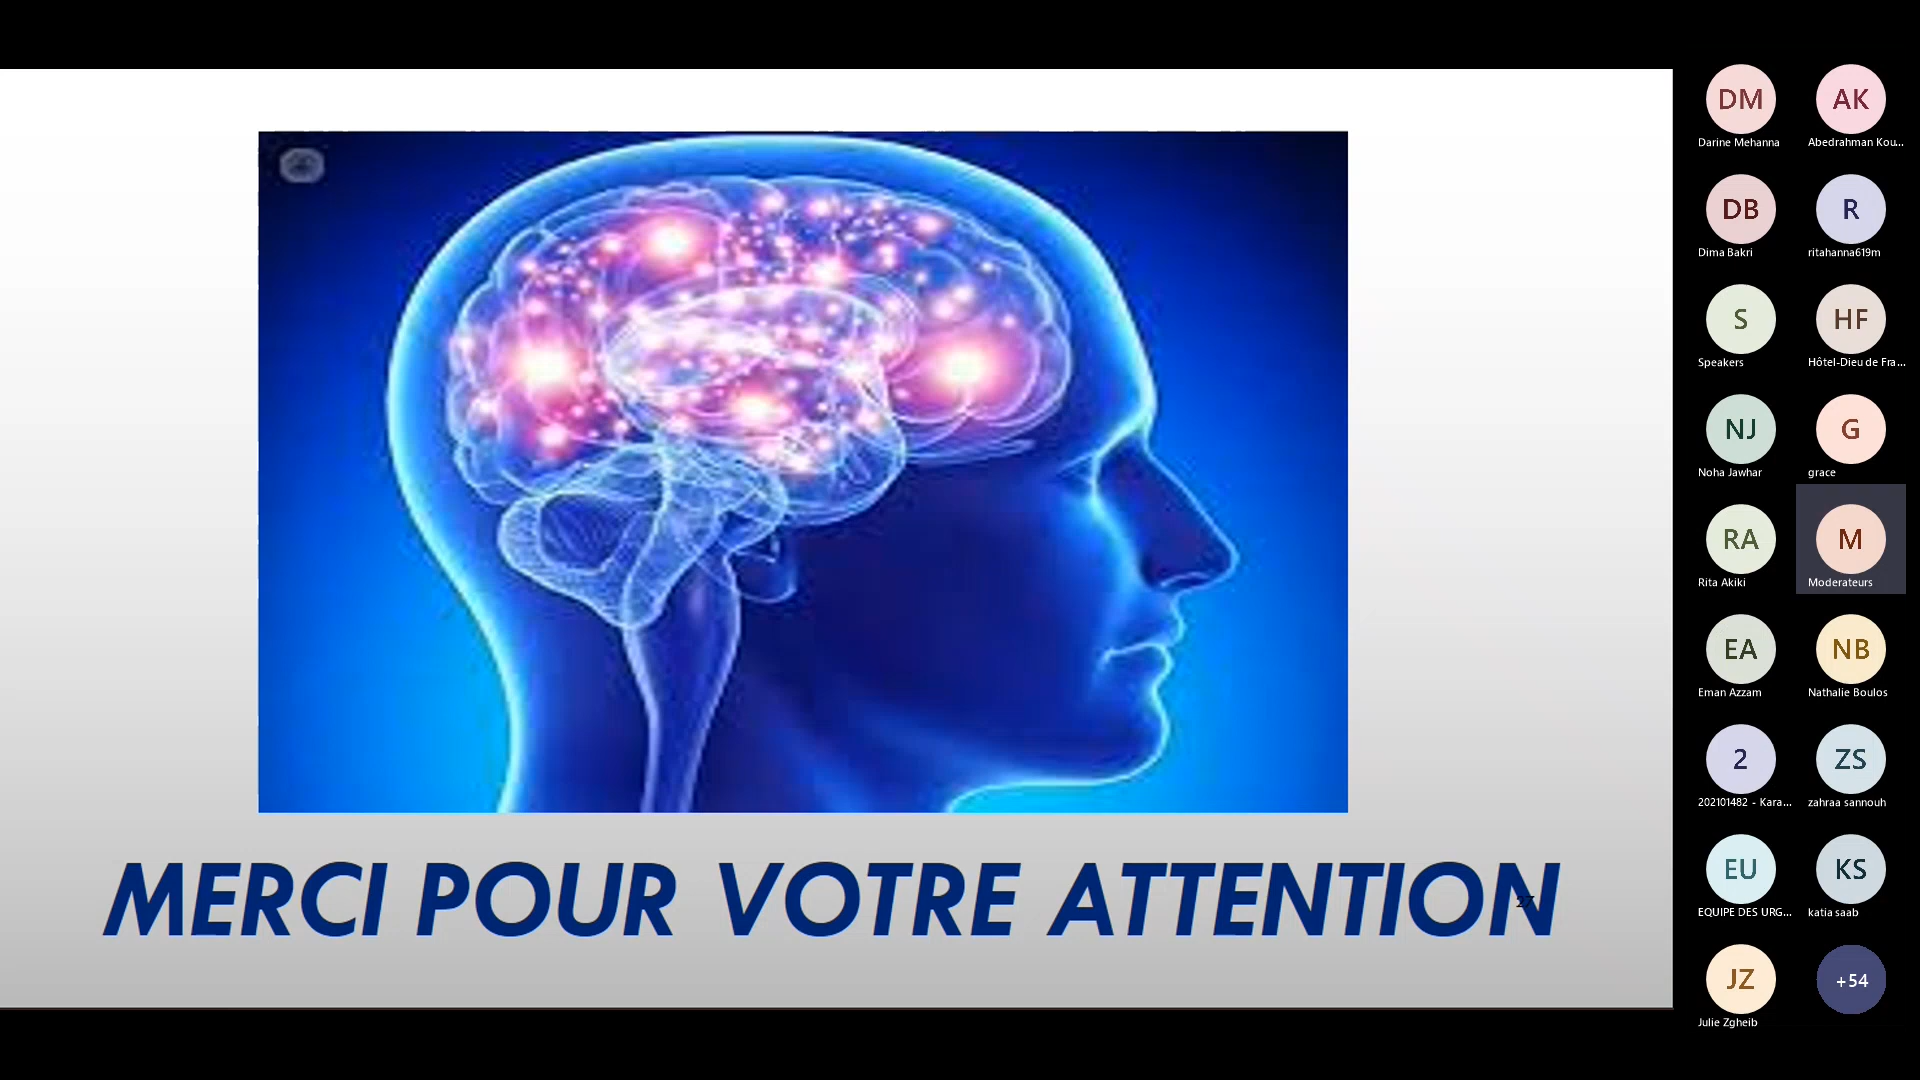 MERCI POUR VOTRE ATTENTION
27
DM
Darine Mehanna
AK
Abedrahman Kou...
DB
Dima Bakri
R
ritahanna619m
S
Speakers
HF
Hôtel-Dieu de Fra...
NJ
Noha Jawhar
G
grace
RA
Rita Akiki
M
Moderateurs
EA
Eman Azzam
NB
Nathalie Boulos
2
202101482 - Kara...
ZS
zahraa sannouh
EU
EQUIPE DES URG...
KS
katia saab
JZ
Julie Zgheib
+54